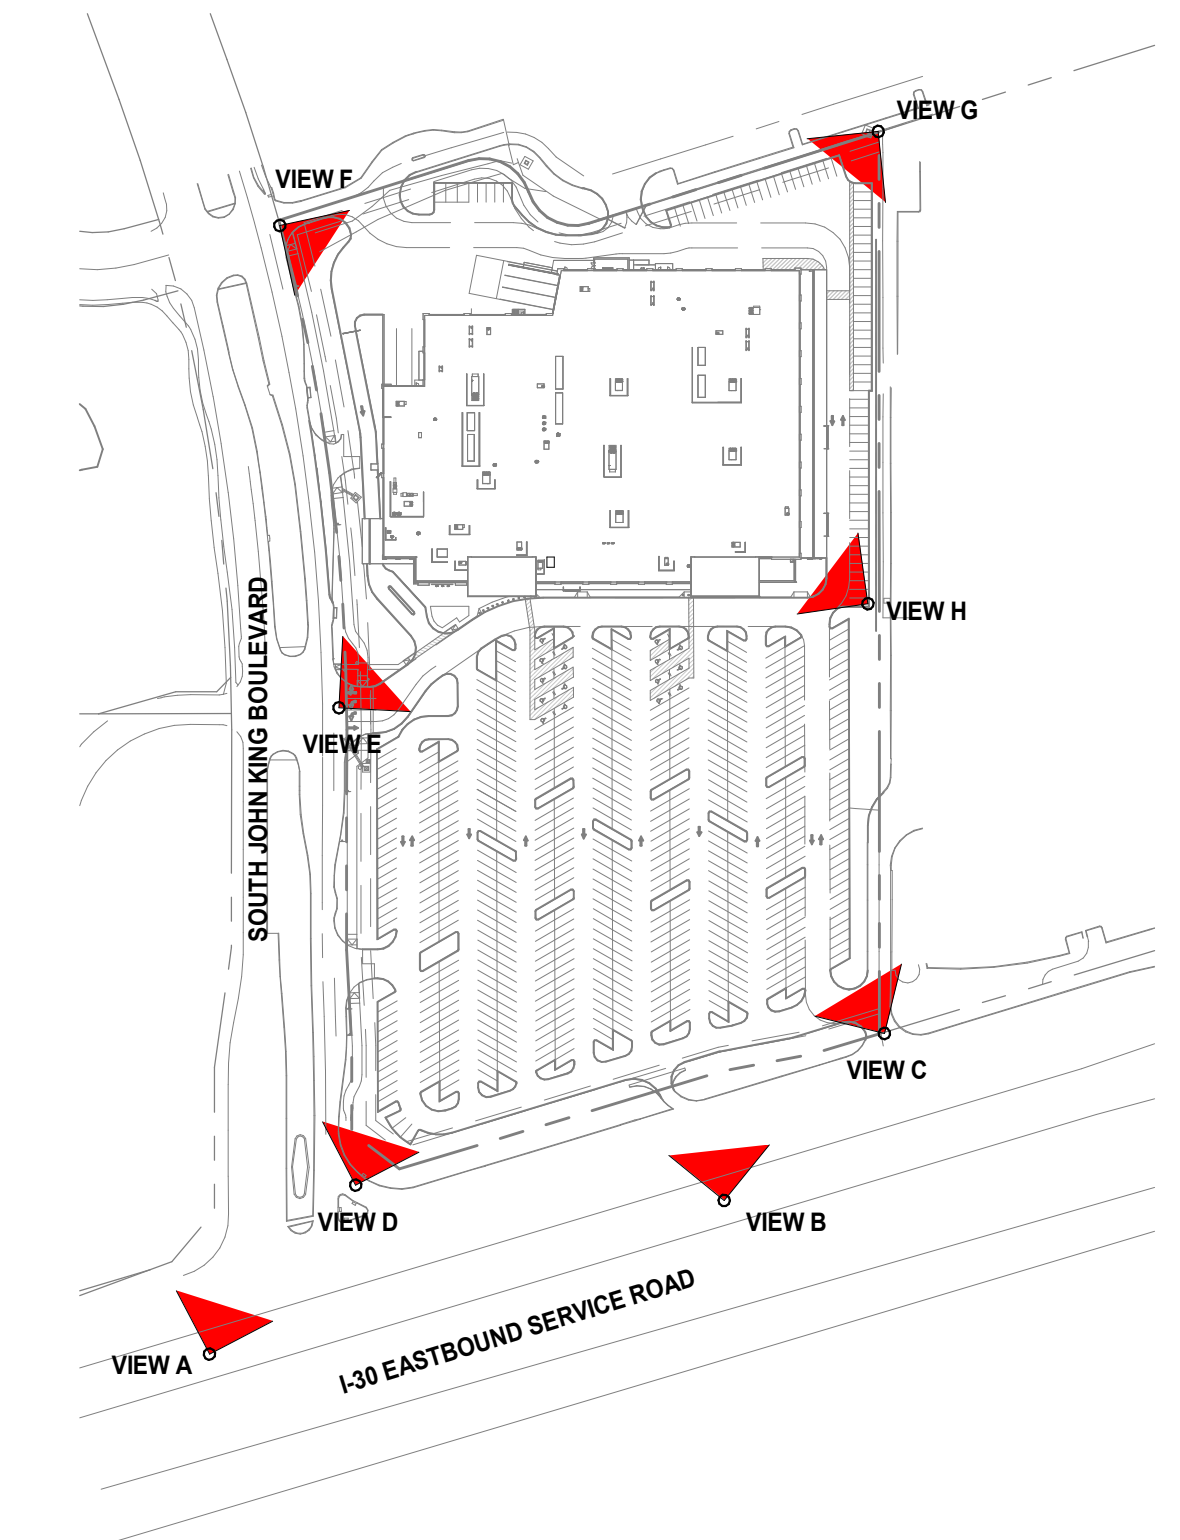 VIEW G
VIEW F
VIEW H
SOUTH JOHN KING BOULEVARD
VIEW E
VIEW C
VIEW D
VIEW B
I-30 EASTBOUND SERVICE ROAD
VIEW A